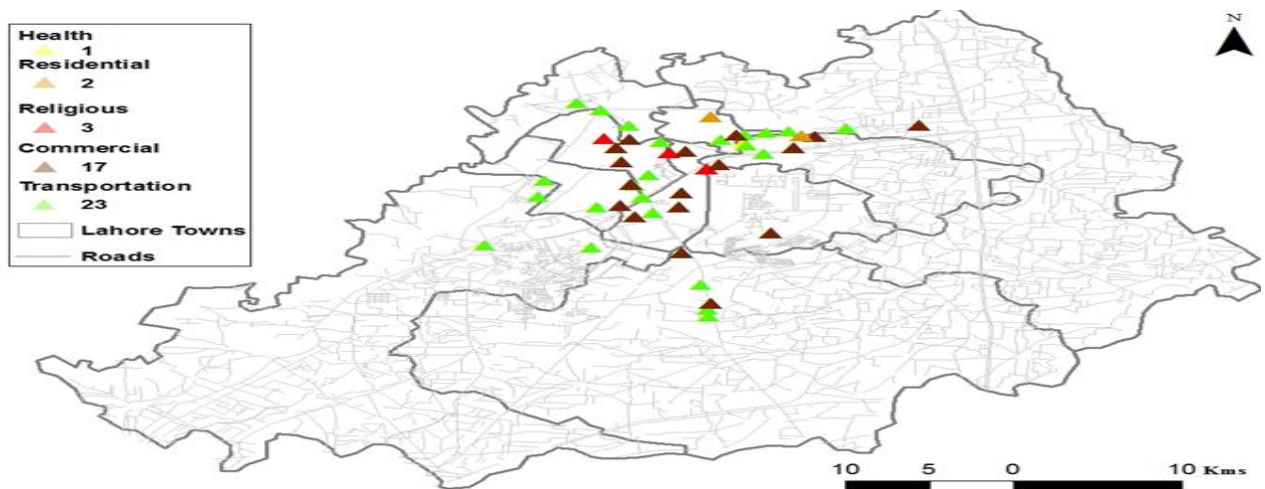 Health
1
Residential
2
Religious
3
Commercial
17
Transportation
23
Lahore Towns
Roads
N
10 5 0 10 Kms